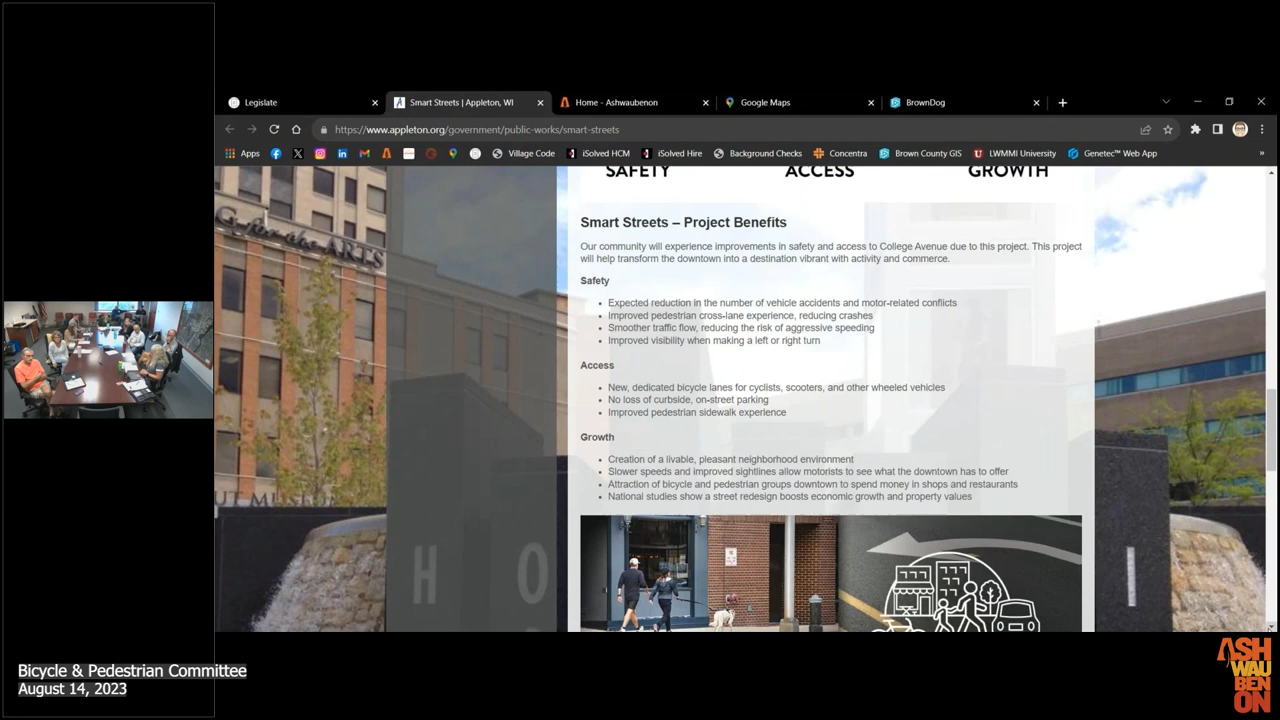 Legislate
Smart Streets | Appleton, WI
Home - Ashwaubenon
Google Maps
BrownDog
https://www.appleton.org/government/public-works/smart-streets
Apps
Village Code
iSolved HCM
iSolved Hire
Background Checks
Concentra
Brown County GIS
LWMMI University
Genetec™ Web App
»
SAFETY
ACCESS
GROWTH
G for the ARTS
Smart Streets – Project Benefits
Our community will experience improvements in safety and access to College Avenue due to this project. This project
will help transform the downtown into a destination vibrant with activity and commerce.
Safety
• Expected reduction in the number of vehicle accidents and motor-related conflicts
• Improved pedestrian cross-lane experience, reducing crashes
• Smoother traffic flow, reducing the risk of aggressive speeding
• Improved visibility when making a left or right turn
Access
• New, dedicated bicycle lanes for cyclists, scooters, and other wheeled vehicles
• No loss of curbside, on-street parking
• Improved pedestrian sidewalk experience
Growth
• Creation of a livable, pleasant neighborhood environment
• Slower speeds and improved sightlines allow motorists to see what the downtown has to offer
• Attraction of bicycle and pedestrian groups downtown to spend money in shops and restaurants
• National studies show a street redesign boosts economic growth and property values
H O
Bicycle & Pedestrian Committee
August 14, 2023
ASH
WAU
BEN
ON